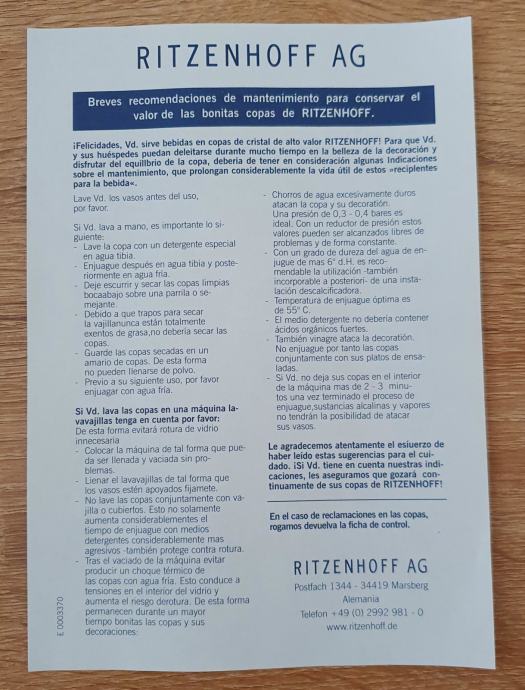 RITZENHOFF AG
Breves recomendaciones de mantenimiento para conservar el
valor de las bonitas copas de RITZENHOFF.
¡Felicidades, Vd. sirve bebidas en copas de cristal de alto valor RITZENHOFF! Para que Vd.
y sus huéspedes puedan deleitarse durante mucho tiempo en la belleza de la decoración y
disfrutar del equilibrio de la copa, debería de tener en consideración algunas Indicaciones
sobre el mantenimiento, que prolongan considerablemente la vida útil de estos »recipientes
para la bebida«.
Lave Vd. los vasos antes del uso,
por favor.
Si Vd. lava a mano, es importante lo si-
guiente:
- Lave la copa con un detergente especial
en agua tibia.
- Enjuague después en agua tibia y poste-
riormente en agua fría.
- Deje escurrir y secar las copas limpias
bocaabajo sobre una parrila o se-
mejante.
- Debido a que trapos para secar
la vajillanunca están totalmente
exentos de grasa,no debería secar las
copas.
- Guarde las copas secadas en un
amario de copas. De esta forma
no pueden llenarse de polvo.
- Previo a su siguiente uso, por favor
enjuagar con agua fría.
Si Vd. lava las copas en una máquina la-
vavajillas tenga en cuenta por favor:
De esta forma evitará rotura de vidrio
innecesaria
- Colocar la máquina de tal forma que pue-
da ser llenada y vaciada sin pro-
blemas.
- Llenar el lavavajillas de tal forma que
los vasos estén apoyados fijamete.
- No lave las copas conjuntamente con va-
jilla o cubiertos. Esto no solamente
aumenta considerablemente el
tiempo de enjuague con medios
detergentes considerablemente mas
agresivos -también protege contra rotura.
- Tras el vaciado de la máquina evitar
producir un choque térmico de
las copas con agua fría. Esto conduce a
tensiones en el interior del vidrio y
aumenta el riesgo derotura. De esta forma
permanecen durante un mayor
tiempo bonitas las copas y sus
decoraciones:
- Chorros de agua excesivamente duros
atacan la copa y su decoración.
Una presión de 0,3 - 0,4 bares es
ideal. Con un reductor de presión estos
valores pueden ser alcanzados libres de
problemas y de forma constante.
- Con un grado de dureza del agua de en-
jugue de mas 6° d.H. es reco-
mendable la utilización -también
incorporable a posteriori- de una insta-
lación descalcificadora.
- Temperatura de enjuague óptima es
de 55° C.
- El medio detergente no debería contener
ácidos orgánicos fuertes.
- También vinagre ataca la decoratión.
No enjuague por tanto las copas
conjuntamente con sus platos de ensa-
ladas.
- Si Vd. no deja sus copas en el interior
de la máquina mas de 2 - 3 minu-
tos una vez terminado el proceso de
enjuague,sustancias alcalinas y vapores
no tendrán la posibilidad de atacar
sus vasos.
Le agradecemos atentamente el esiuerzo de
haber leído estas sugerencias para el cui-
dado. ¡Si Vd. tiene en cuenta nuestras indi-
caciones, les aseguramos que gozará con-
tinuamente de sus copas de RITZENHOFF!
En el caso de reclamaciones en las copas,
rogamos devuelva la ficha de control.
RITZENHOFF AG
Postfach 1344 - 34419 Marsberg
Alemania
Telefon +49 (0) 2992 981 - 0
www.ritzenhoff.de
E 0003370